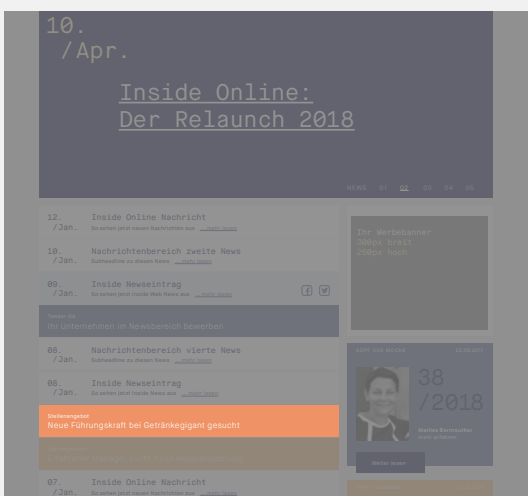 10.
/Apr.
Inside Online:
Der Relaunch 2018
NEWS 01 02 03 04 05
12.
/Jan.
Inside Online Nachricht
So sehen jetzt neuen Nachrichten aus ...mehr lesen
10.
/Jan.
Nachrichtenbereich zweite News
Subheadline zu diesen News ...mehr lesen
09.
/Jan.
Inside Newseintrag
So sehen jetzt Inside Web News aus ...mehr lesen
Ihr Unternehmen im Newsbereich bewerben
08.
/Jan.
Nachrichtenbereich vierte News
Subheadline zu diesen News ...mehr lesen
08.
/Jan.
Inside Newseintrag
So sehen jetzt Inside News aus ...mehr lesen
Stellenangebot
Neue Führungskraft bei Getränkegigant gesucht
07.
/Jan.
Inside Online Nachricht
So sehen jetzt neuen Nachrichten aus ...mehr lesen
Ihr Werbebanner
300px breit
250px hoch
KOPF DER WOCHE
38
/2018
Weiter lesen